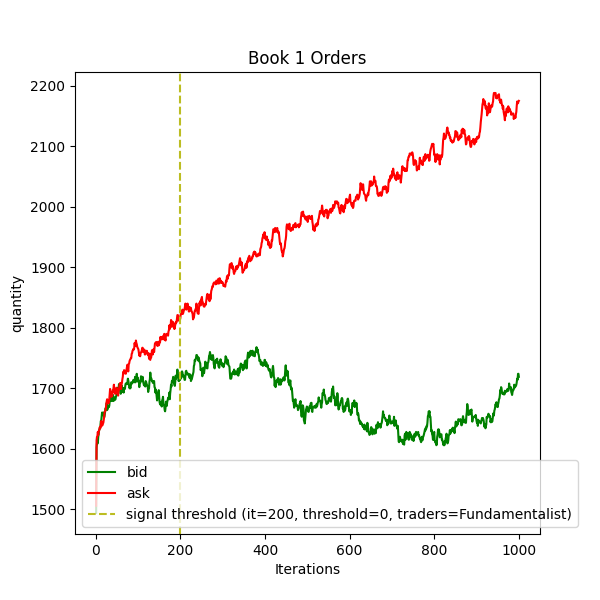 Book 1 Orders
quantity
2200
2100
2000
1900
1800
1700
1600
1500
bid
ask
signal threshold (it=200, threshold=0, traders=Fundamentalist)
0 200 400 600 800 1000
Iterations